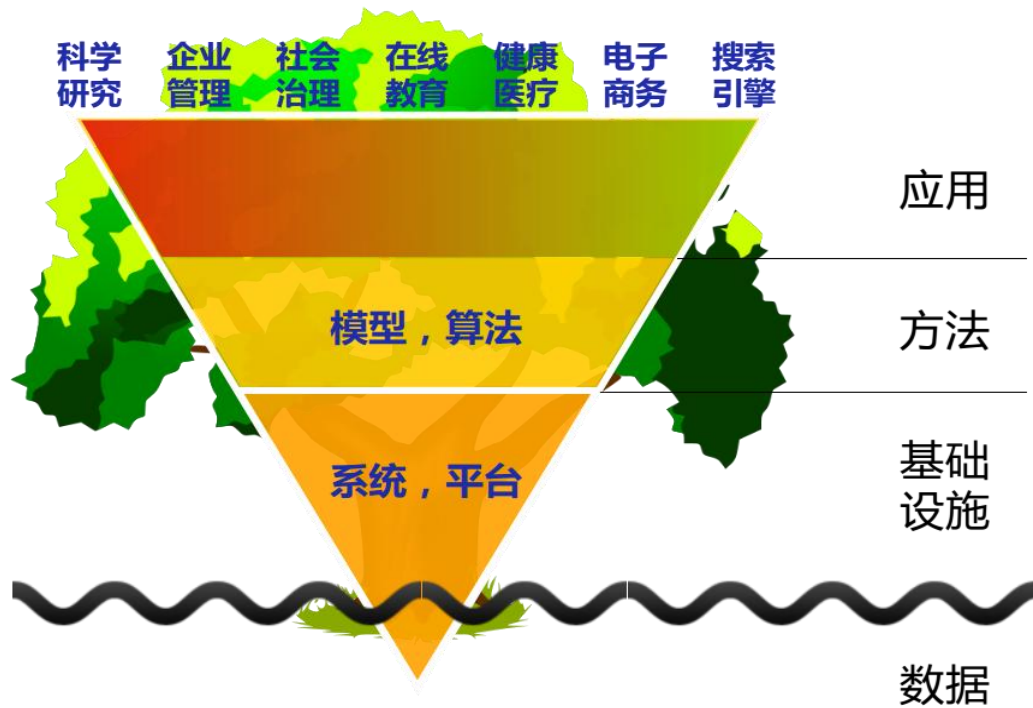 科学 企业 社会 在线 健康 电子 搜索
研究 管理 治理 教育 医疗 商务 引擎
应用
模型，算法
方法
基础
设施
系统，平台
数据